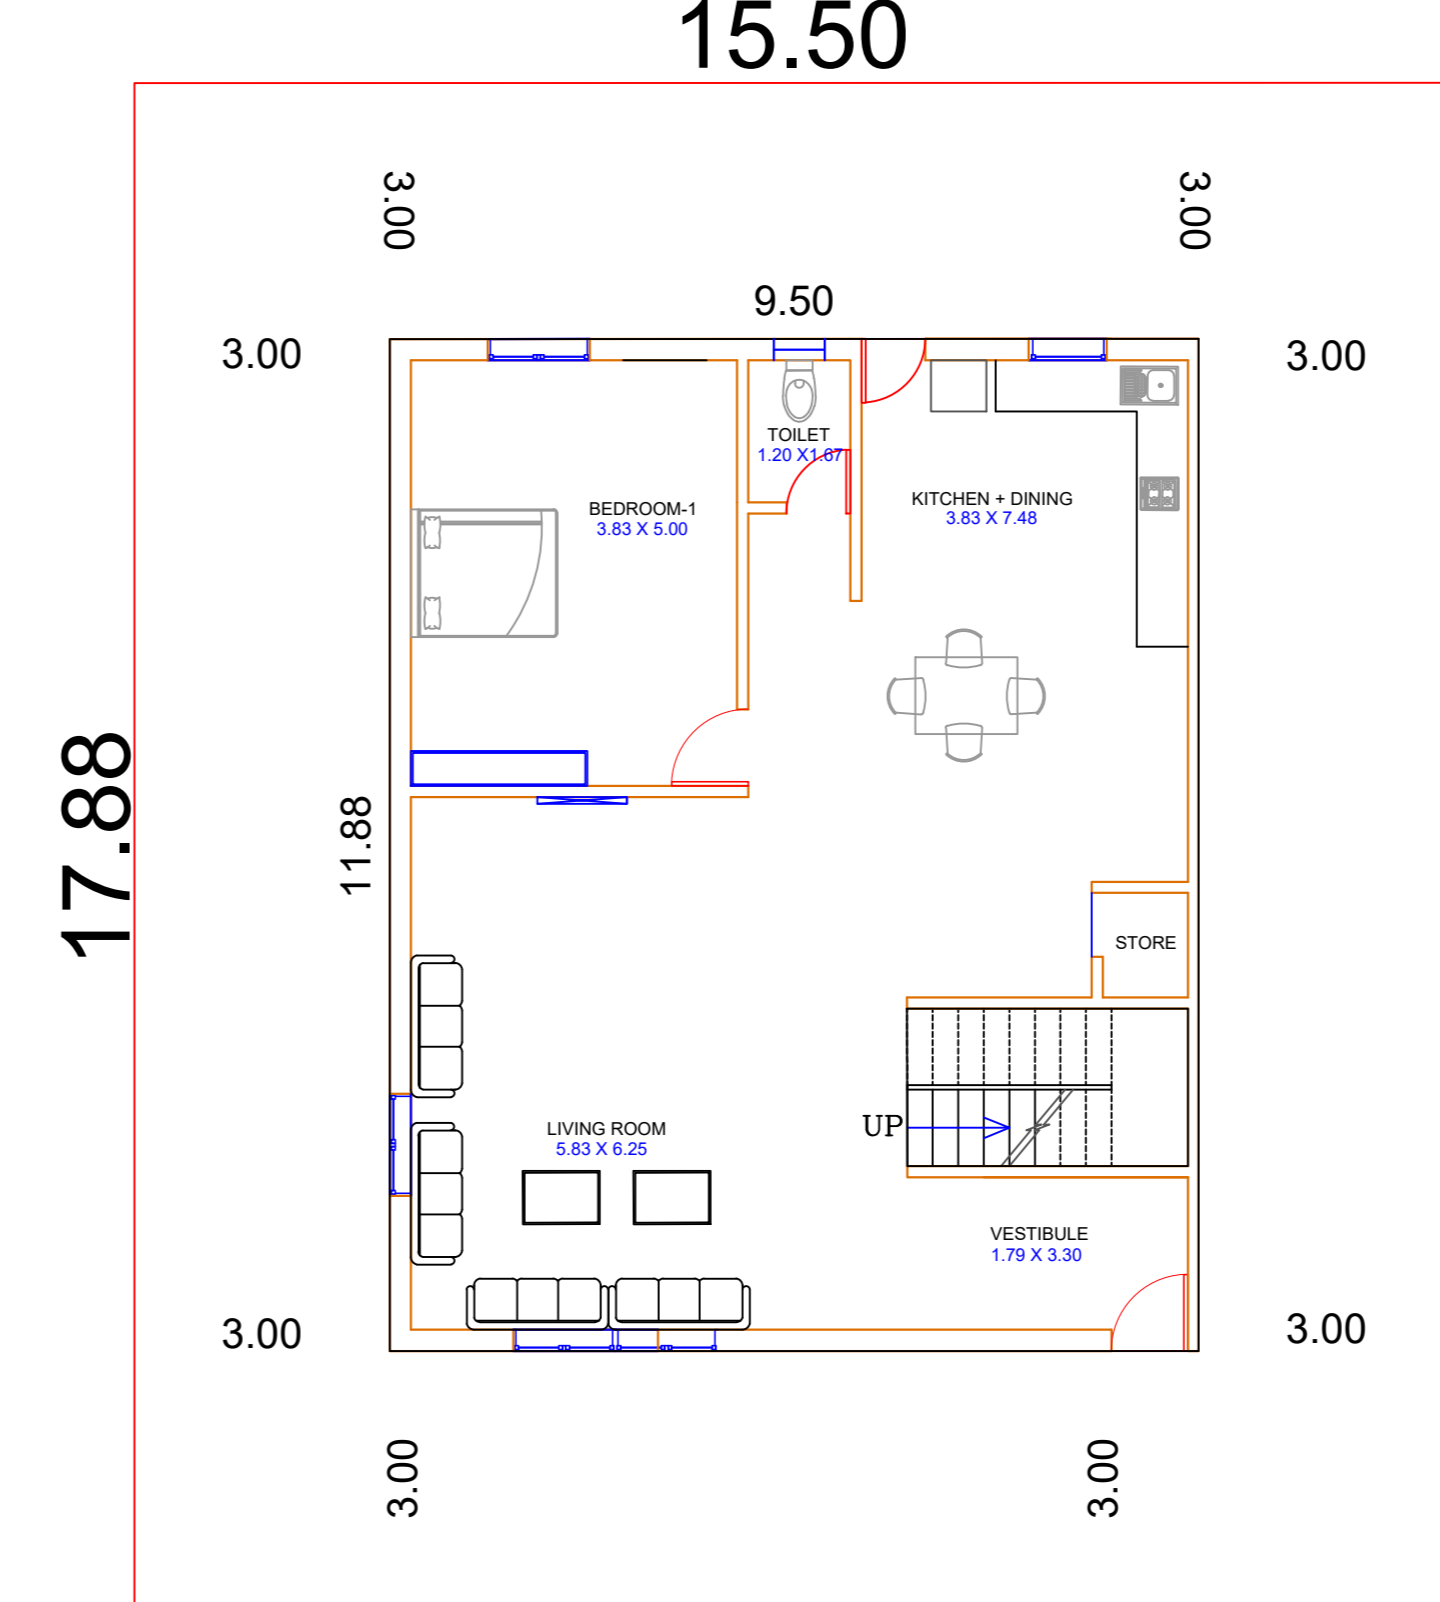 15.50
3.00
3.00
9.50
3.00
3.00
TOILET
1.20 X1.67
BEDROOM-1
3.83 X 5.00
KITCHEN + DINING
3.83 X 7.48
17.88
11.88
STORE
UP
LIVING ROOM
5.83 X 6.25
VESTIBULE
1.79 X 3.30
3.00
3.00
3.00
3.00